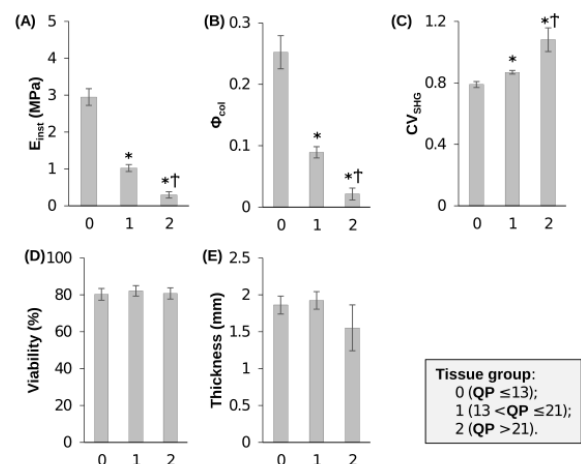 (A)
E_inst (MPa)
5
4
3
2
1
0
*
*†
0 1 2
(B)
Φ_col
0.3
0.2
0.1
0
*
*†
0 1 2
(C)
CV_SHG
1.2
0.8
0.4
0
*
*†
0 1 2
(D)
Viability (%)
100
80
60
40
20
0
0 1 2
(E)
Thickness (mm)
2.5
2
1.5
1
0.5
0
0 1 2
Tissue group:
0 (QP ≤13);
1 (13 <QP ≤21);
2 (QP >21).